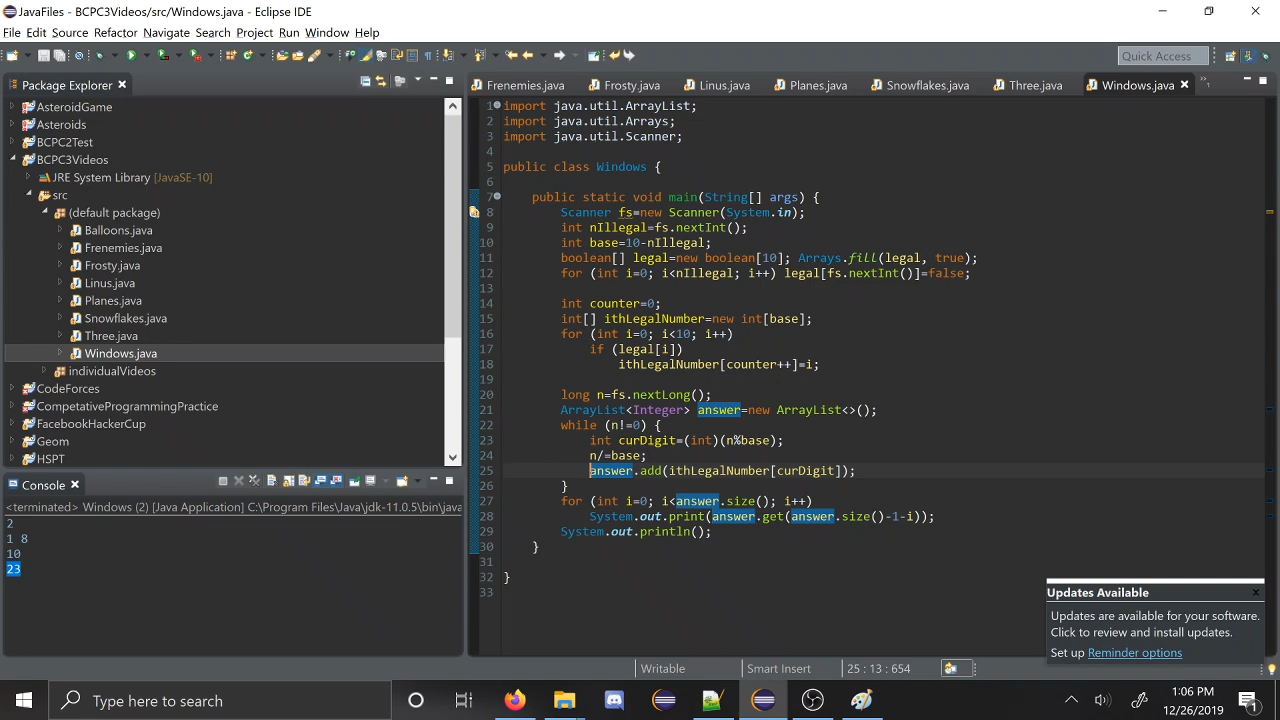 JavaFiles - BCPC3Videos/src/Windows.java - Eclipse IDE
File Edit Source Refactor Navigate Search Project Run Window Help
Quick Access
Package Explorer
AsteroidGame
Asteroids
BCPC2Test
BCPC3Videos
JRE System Library [JavaSE-10]
src
(default package)
Balloons.java
Frenemies.java
Frosty.java
Linus.java
Planes.java
Snowflakes.java
Three.java
Windows.java
individualVideos
CodeForces
CompetativeProgrammingPractice
FacebookHackerCup
Geom
HSPT
Console
<terminated> Windows (2) [Java Application] C:\Program Files\Java\jdk-11.0.5\bin\java
2
1 8
10
23
Frenemies.java Frosty.java Linus.java Planes.java Snowflakes.java Three.java Windows.java
1 import java.util.ArrayList;
2 import java.util.Arrays;
3 import java.util.Scanner;
4
5 public class Windows {
6
7 public static void main(String[] args) {
8 Scanner fs=new Scanner(System.in);
9 int nIllegal=fs.nextInt();
10 int base=10-nIllegal;
11 boolean[] legal=new boolean[10]; Arrays.fill(legal, true);
12 for (int i=0; i<nIllegal; i++) legal[fs.nextInt()]=false;
13
14 int counter=0;
15 int[] ithLegalNumber=new int[base];
16 for (int i=0; i<10; i++)
17 if (legal[i])
18 ithLegalNumber[counter++]=i;
19
20 long n=fs.nextLong();
21 ArrayList<Integer> answer=new ArrayList<>();
22 while (n!=0) {
23 int curDigit=(int)(n%base);
24 n/=base;
25 answer.add(ithLegalNumber[curDigit]);
26 }
27 for (int i=0; i<answer.size(); i++)
28 System.out.print(answer.get(answer.size()-1-i));
29 System.out.println();
30 }
31
32 }
33
Updates Available
Updates are available for your software.
Click to review and install updates.
Set up Reminder options
Writable
Smart Insert
25 : 13 : 654
Type here to search
1:06 PM
12/26/2019
1